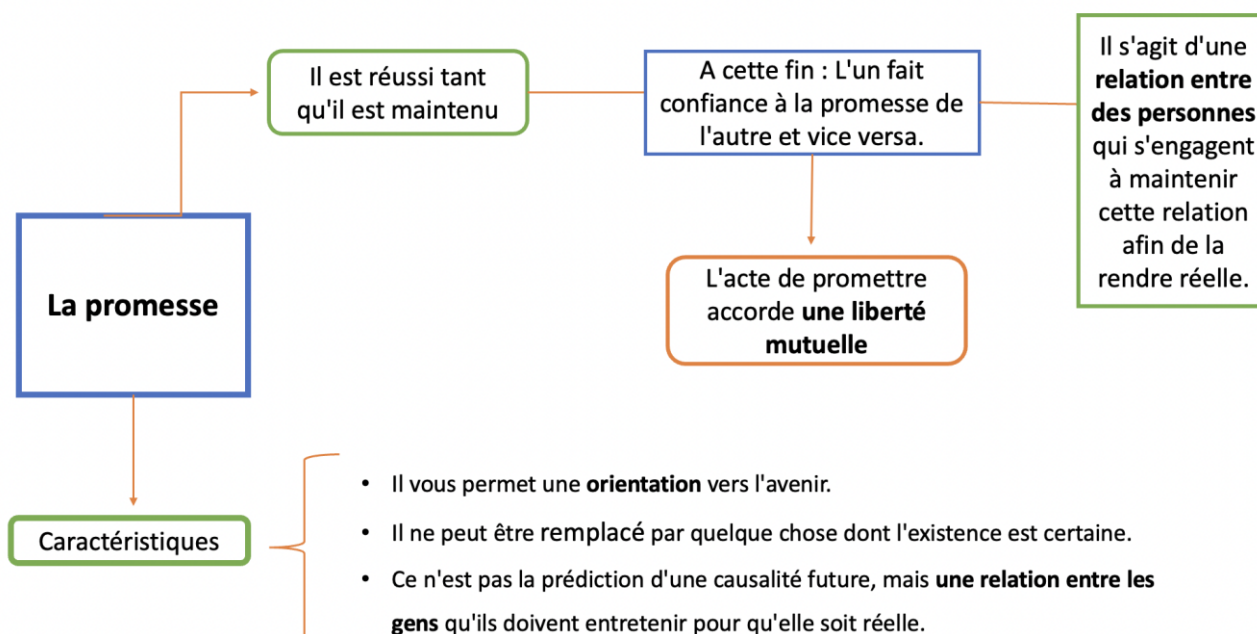 Il est réussi tant
qu'il est maintenu
A cette fin : L'un fait
confiance à la promesse de
l'autre et vice versa.
Il s'agit d'une
relation entre
des personnes
qui s'engagent
à maintenir
cette relation
afin de la
rendre réelle.
La promesse
L'acte de promettre
accorde une liberté
mutuelle
Caractéristiques
• Il vous permet une orientation vers l'avenir.
• Il ne peut être remplacé par quelque chose dont l'existence est certaine.
• Ce n'est pas la prédiction d'une causalité future, mais une relation entre les
gens qu'ils doivent entretenir pour qu'elle soit réelle.